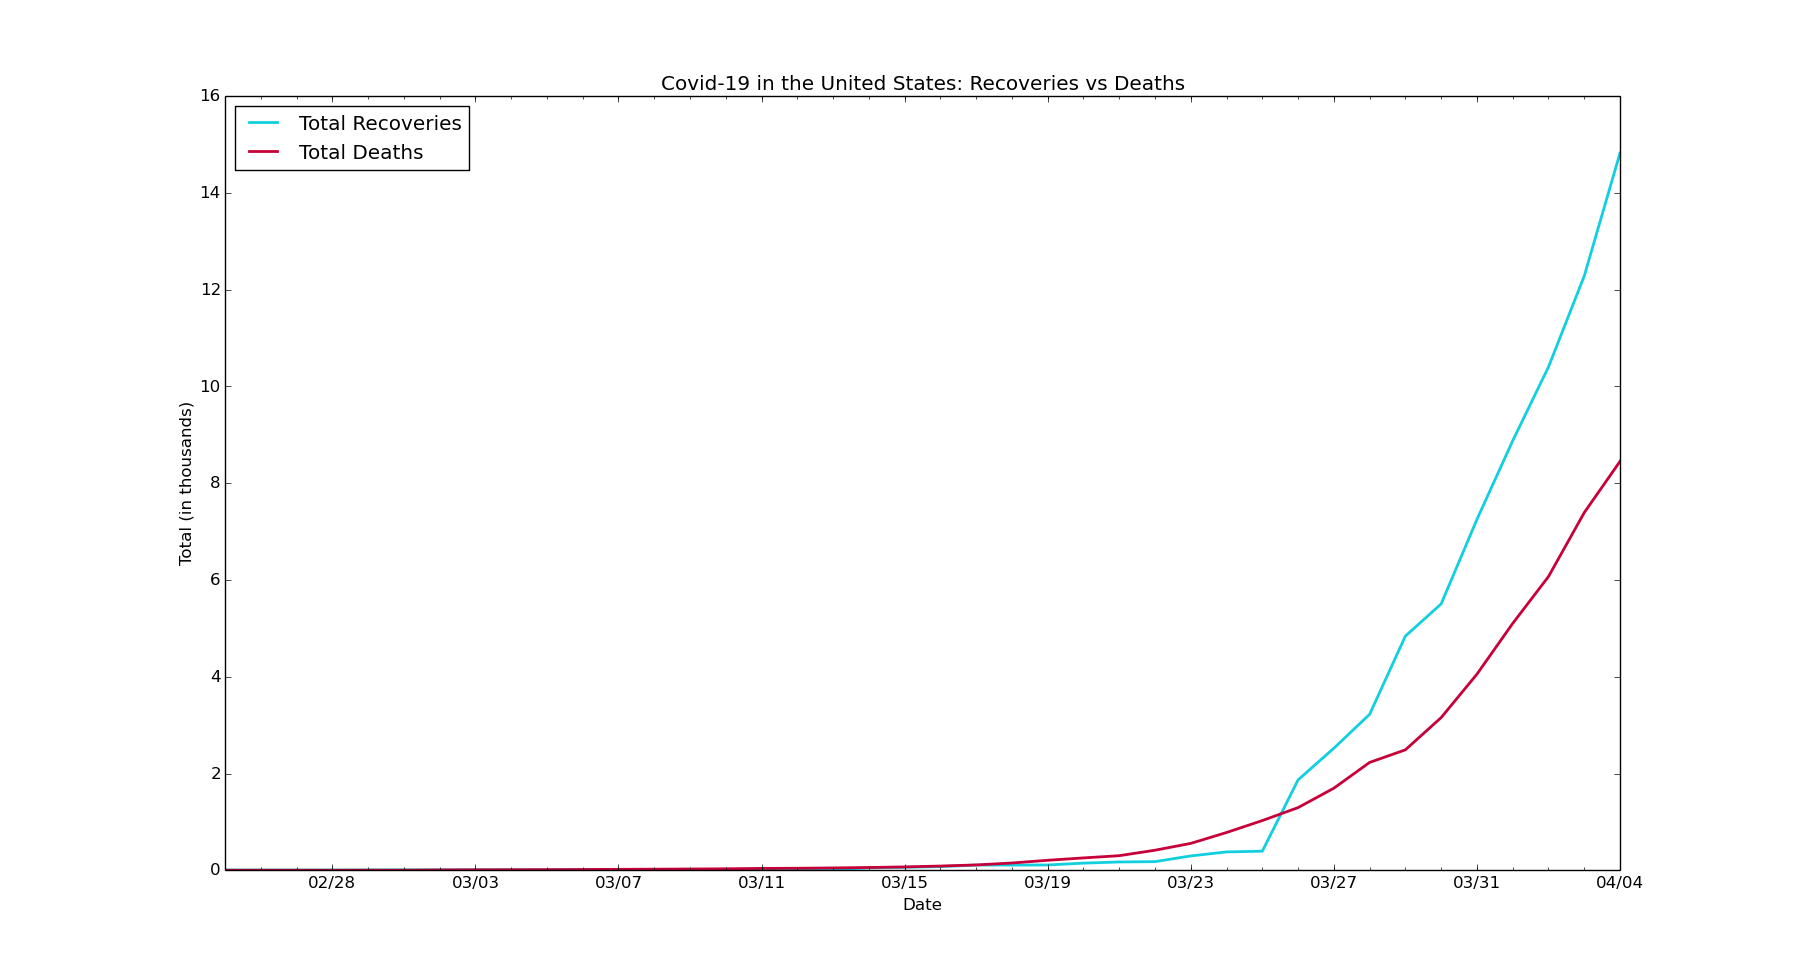 Covid-19 in the United States: Recoveries vs Deaths
Total Recoveries
Total Deaths
Total (in thousands)
16
14
12
10
8
6
4
2
0
02/28 03/03 03/07 03/11 03/15 03/19 03/23 03/27 03/31 04/04
Date